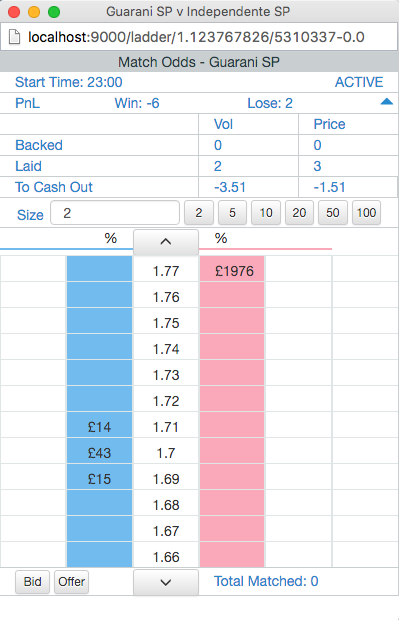 Guarani SP v Independente SP
localhost:9000/ladder/1.123767826/5310337-0.0
Match Odds - Guarani SP
Start Time: 23:00 ACTIVE
PnL Win: -6 Lose: 2
Vol Price
Backed 0 0
Laid 2 3
To Cash Out -3.51 -1.51
Size 2 2 5 10 20 50 100
% %
1.77 £1976
1.76
1.75
1.74
1.73
1.72
£14 1.71
£43 1.7
£15 1.69
1.68
1.67
1.66
Bid Offer Total Matched: 0